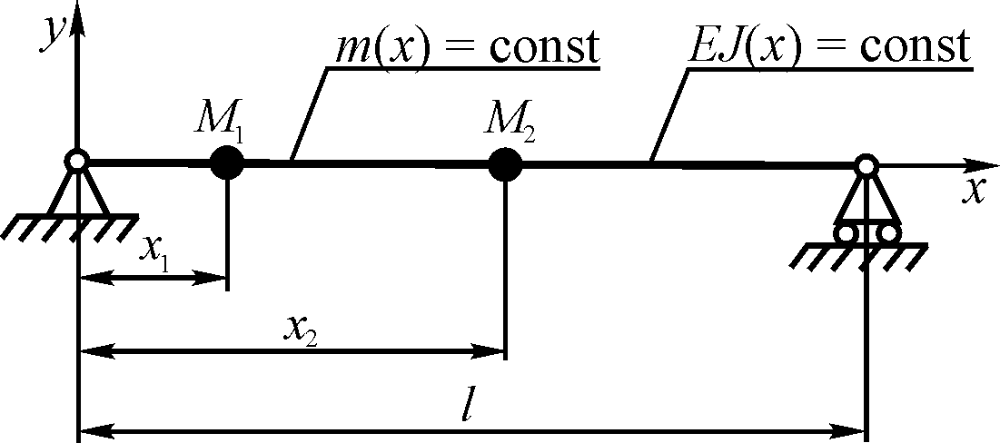 y
m(x) = const
EJ(x) = const
M₁
M₂
x
x₁
x₂
l